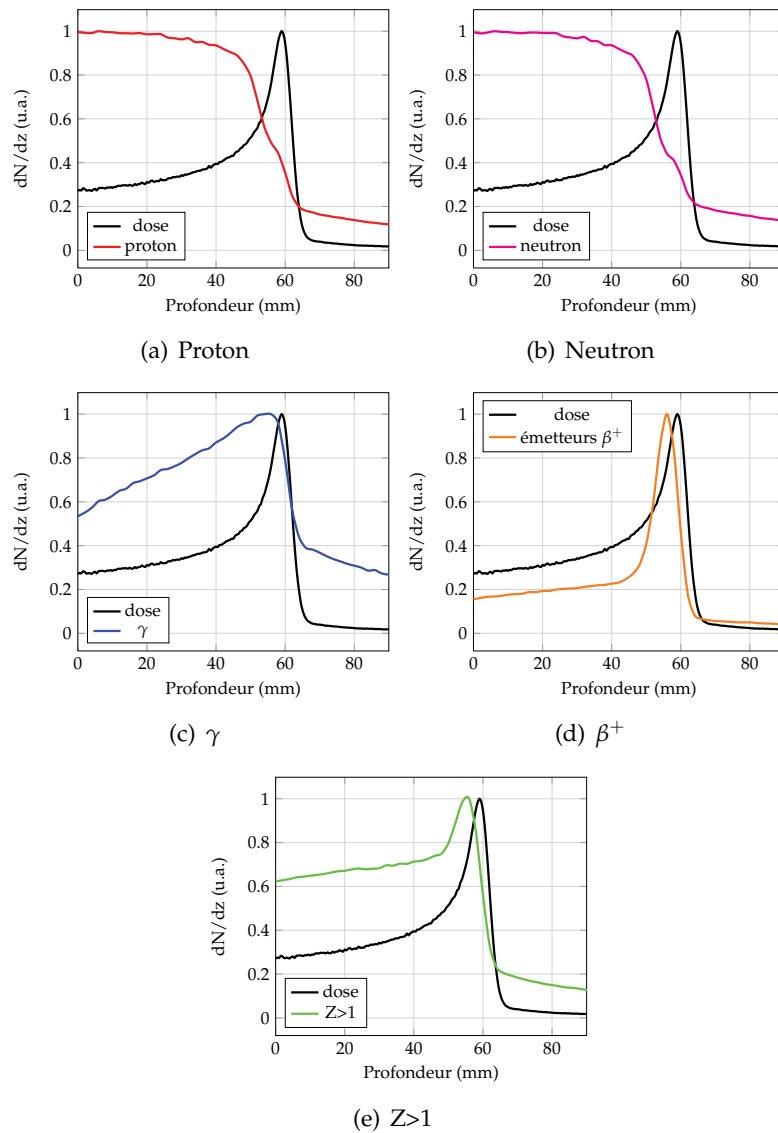 1
0.8
0.6
0.4
0.2
0
dN/dz (u.a.)
dose
proton
0 20 40 60 80
Profondeur (mm)
(a) Proton
1
0.8
0.6
0.4
0.2
0
dN/dz (u.a.)
dose
neutron
0 20 40 60 80
Profondeur (mm)
(b) Neutron
1
0.8
0.6
0.4
0.2
0
dN/dz (u.a.)
dose
γ
0 20 40 60 80
Profondeur (mm)
(c) γ
dose
émetteurs β⁺
1
0.8
0.6
0.4
0.2
0
dN/dz (u.a.)
0 20 40 60 80
Profondeur (mm)
(d) β⁺
1
0.8
0.6
0.4
0.2
0
dN/dz (u.a.)
dose
Z>1
0 20 40 60 80
Profondeur (mm)
(e) Z>1